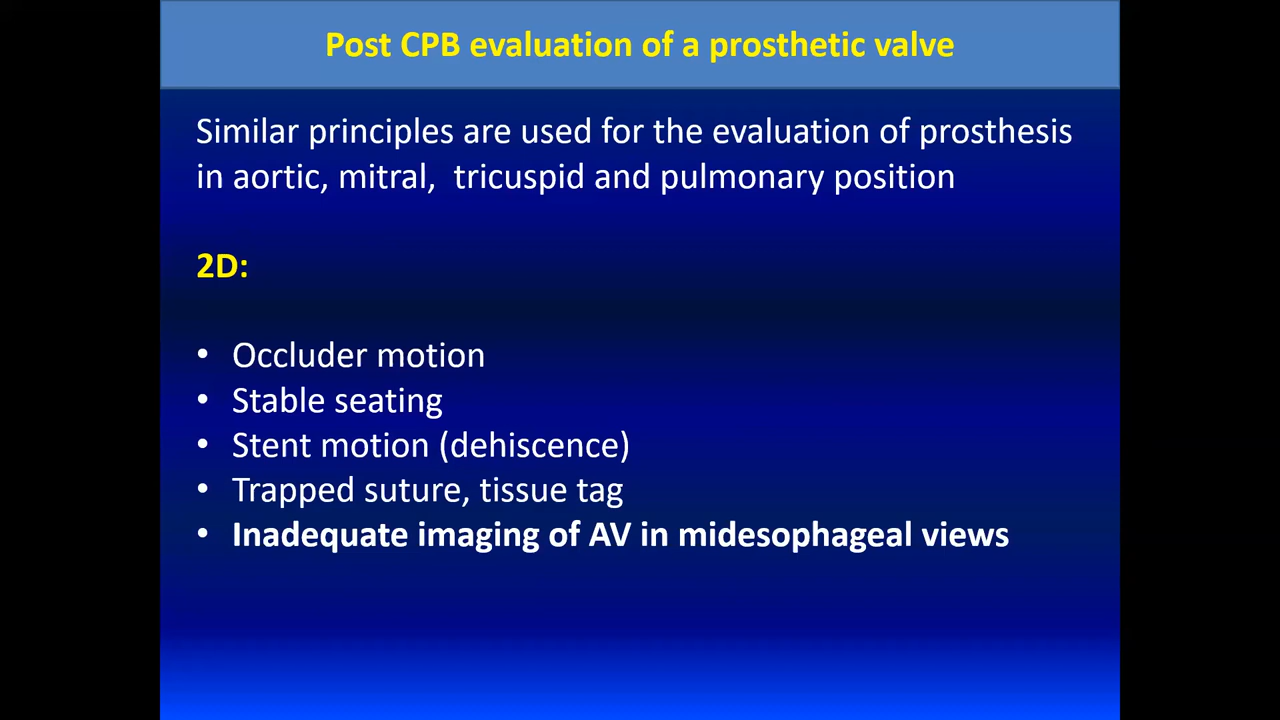 Post CPB evaluation of a prosthetic valve
Similar principles are used for the evaluation of prosthesis
in aortic, mitral, tricuspid and pulmonary position
2D:
• Occluder motion
• Stable seating
• Stent motion (dehiscence)
• Trapped suture, tissue tag
• Inadequate imaging of AV in midesophageal views